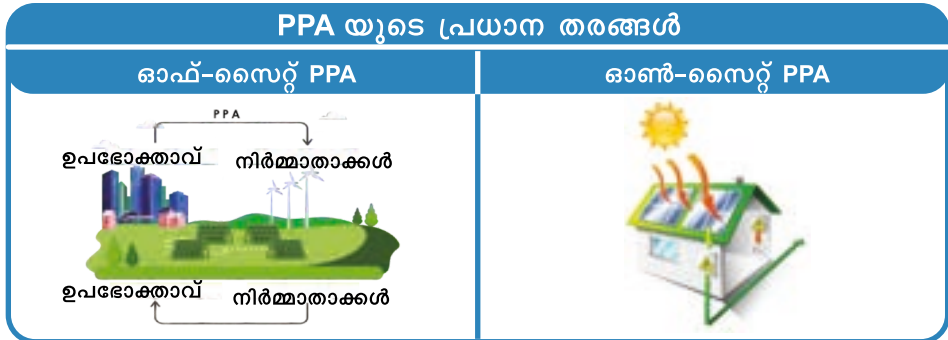 PPA യുടെ പ്രധാന തരങ്ങൾ
ഓഫ്-സൈറ്റ് PPA
ഓൺ-സൈറ്റ് PPA
PPA
ഉപഭോക്താവ് നിർമ്മാതാക്കൾ
ഉപഭോക്താവ് നിർമ്മാതാക്കൾ